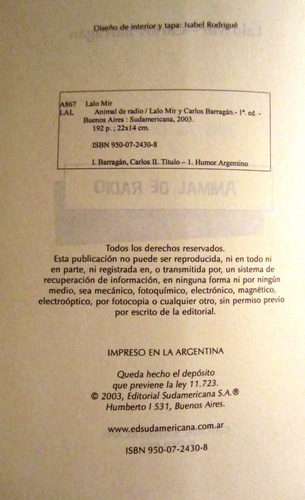 Diseño de interior y tapa: Isabel Rodrigué
A867 Lalo Mir
LAL Animal de radio / Lalo Mir y Carlos Barragán.- 1ª. ed. -
Buenos Aires : Sudamericana, 2003.
192 p. ; 22x14 cm.
ISBN 950-07-2430-8
I. Barragán, Carlos II. Título – 1. Humor Argentino
ANIMAL DE RADIO
Todos los derechos reservados.
Esta publicación no puede ser reproducida, ni en todo ni
en parte, ni registrada en, o transmitida por, un sistema de
recuperación de información, en ninguna forma ni por ningún
medio, sea mecánico, fotoquímico, electrónico, magnético,
electroóptico, por fotocopia o cualquier otro, sin permiso previo
por escrito de la editorial.
IMPRESO EN LA ARGENTINA
Queda hecho el depósito
que previene la ley 11.723.
© 2003, Editorial Sudamericana S.A.®
Humberto I 531, Buenos Aires.
www.edsudamericana.com.ar
ISBN 950-07-2430-8